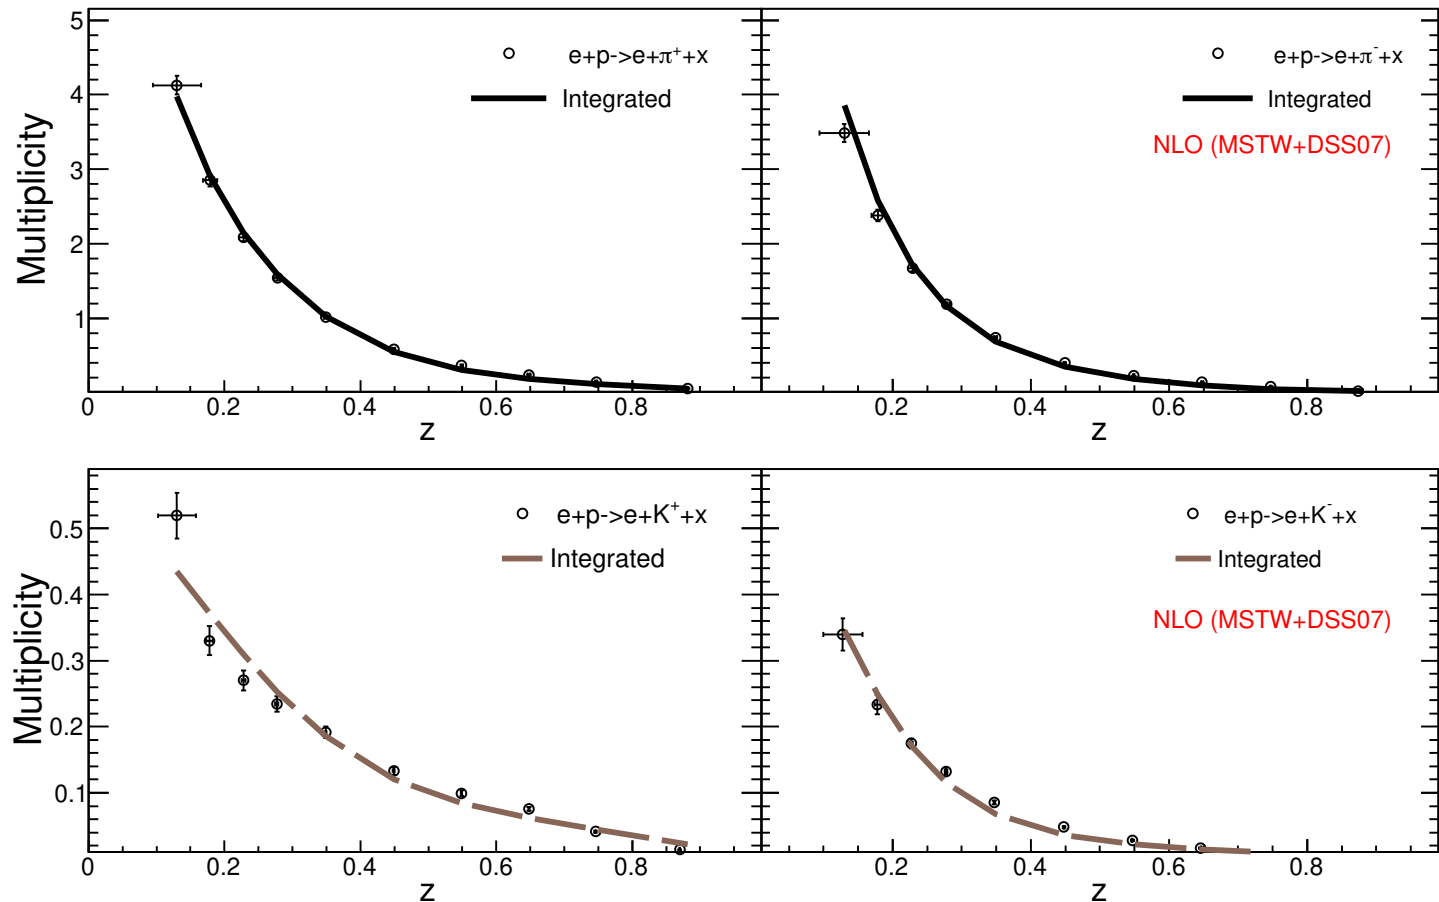 5
4
3
2
1
Multiplicity
e+p->e+π⁺+x
Integrated
0
0.2
0.4
0.6
0.8
z
e+p->e+π⁻+x
Integrated
NLO (MSTW+DSS07)
0.2
0.4
0.6
0.8
z
0.5
0.4
0.3
0.2
0.1
Multiplicity
e+p->e+K⁺+x
Integrated
0
0.2
0.4
0.6
0.8
z
e+p->e+K⁻+x
Integrated
NLO (MSTW+DSS07)
0.2
0.4
0.6
0.8
z